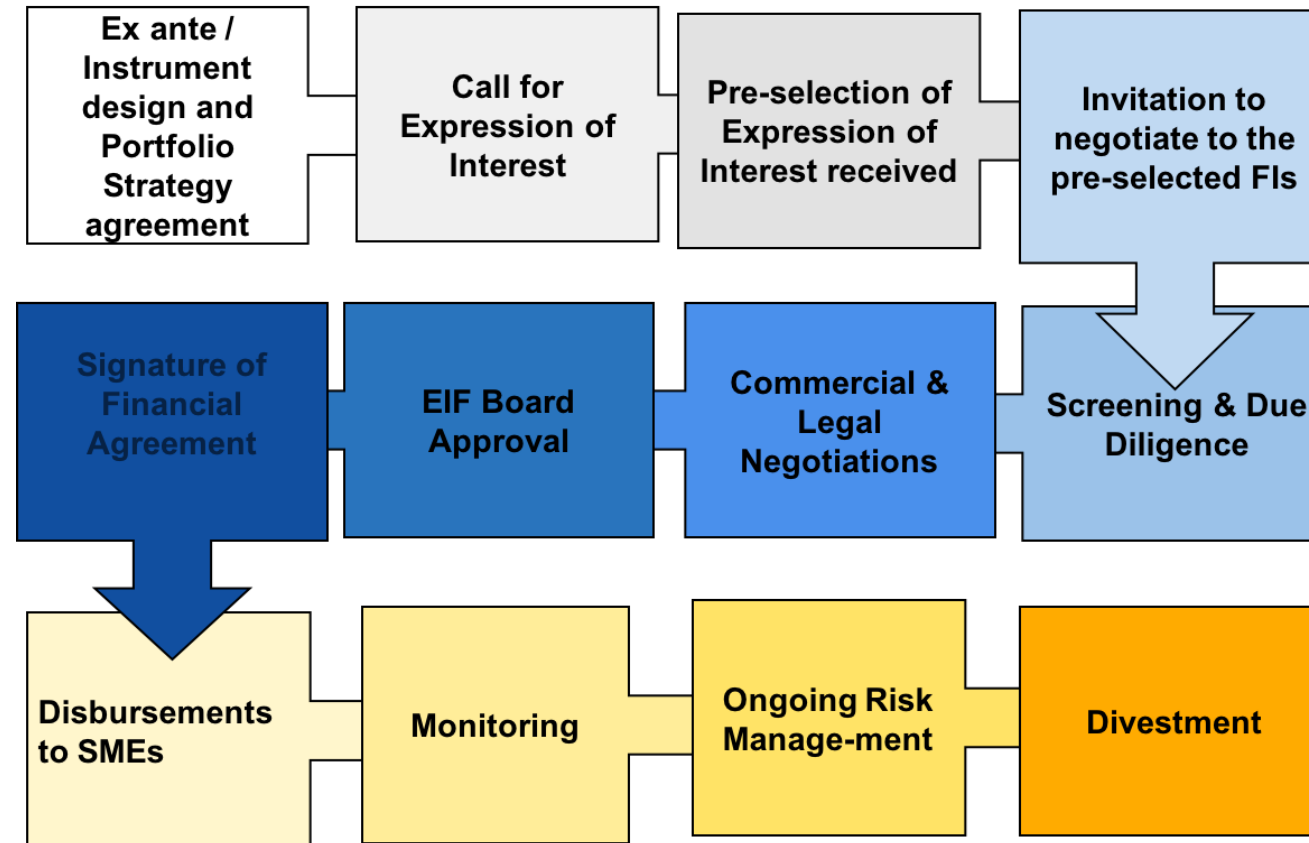 Ex ante /
Instrument
design and
Portfolio
Strategy
agreement
Call for
Expression of
Interest
Pre-selection of
Expression of
Interest received
Invitation to
negotiate to the
pre-selected FIs
Signature of
Financial
Agreement
EIF Board
Approval
Commercial &
Legal
Negotiations
Screening & Due
Diligence
Disbursements
to SMEs
Monitoring
Ongoing Risk
Manage-ment
Divestment